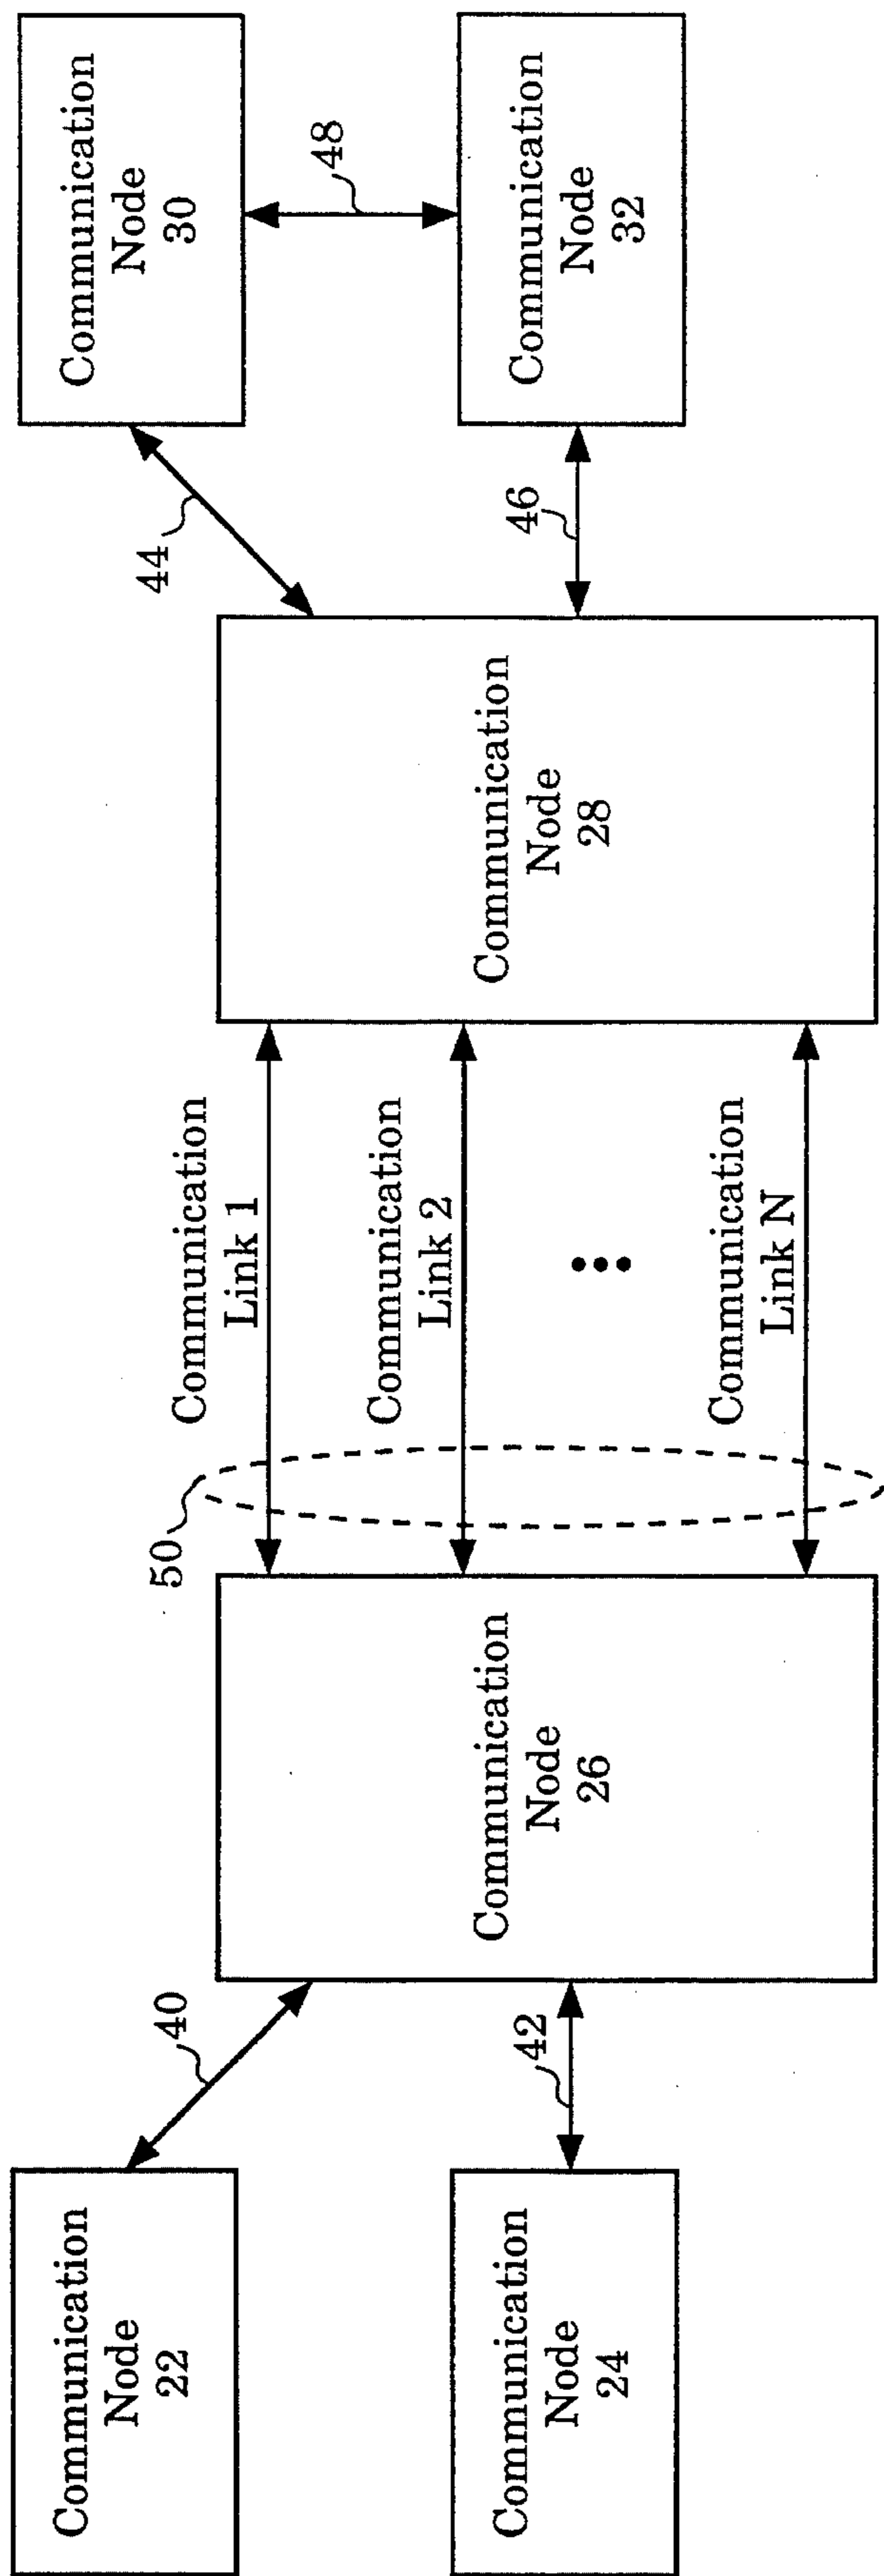 Communication
Node
22
Communication
Node
24
40
42
Communication
Node
26
50
Communication
Link 1
Communication
Link 2
Communication
Link N
Communication
Node
28
44
46
Communication
Node
30
48
Communication
Node
32